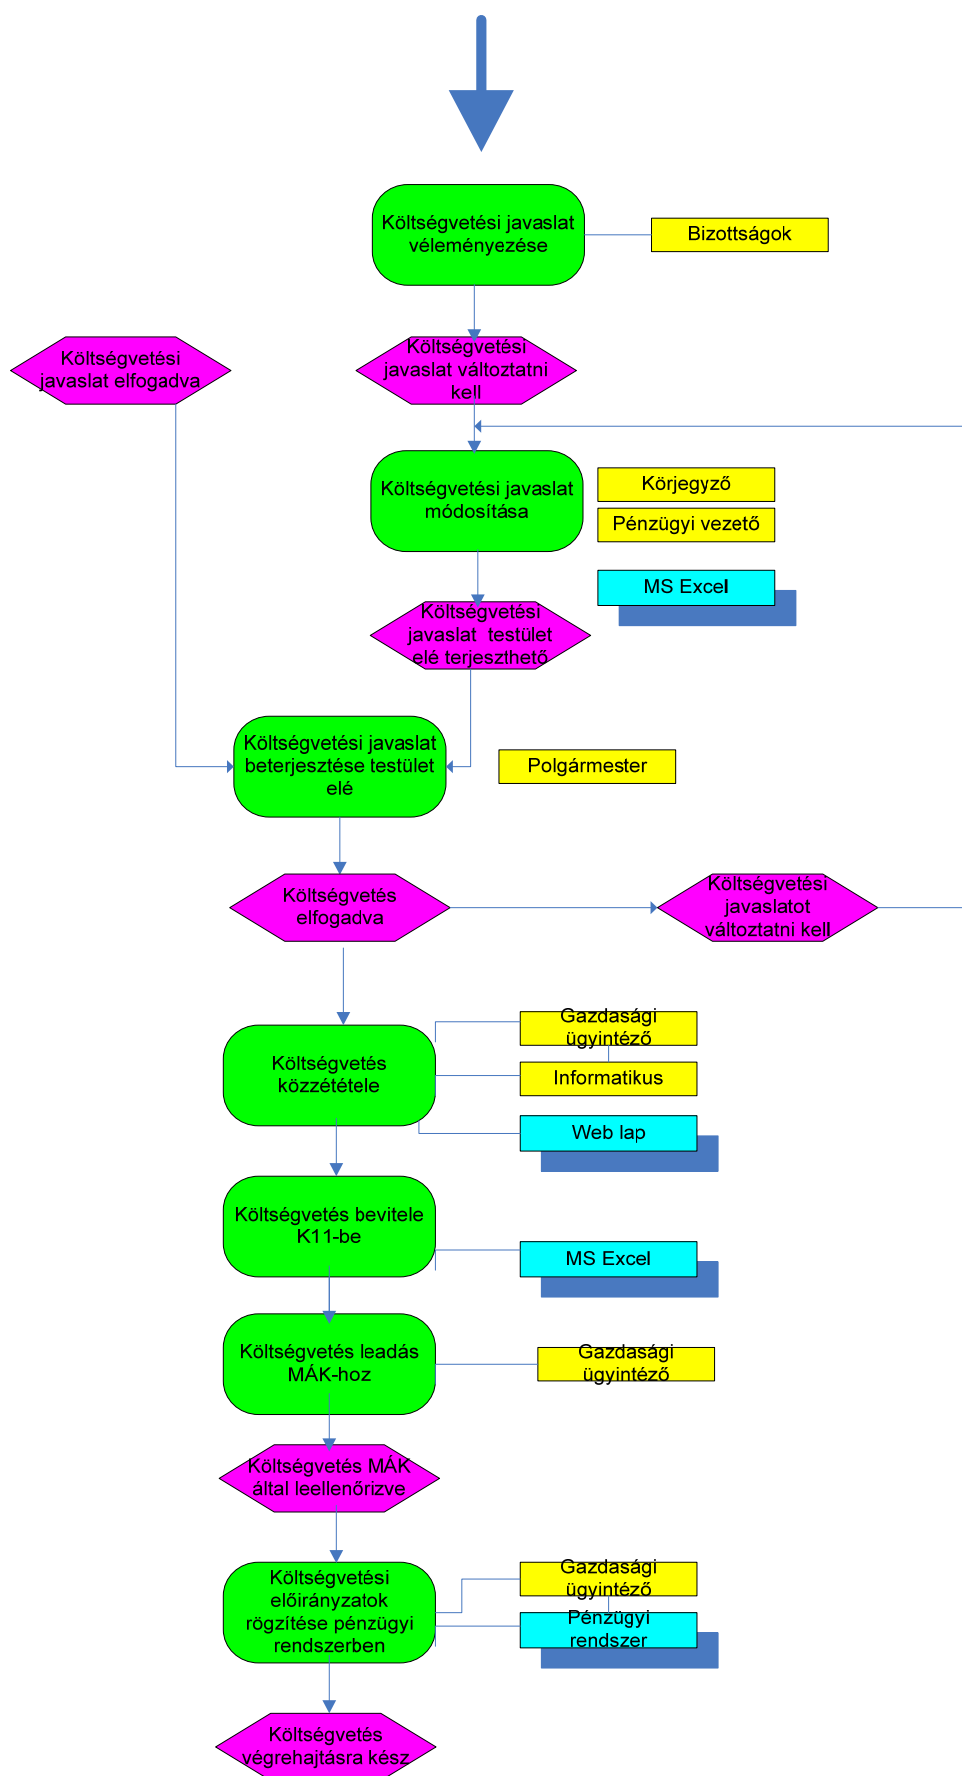 Költségvetési javaslat
véleményezése
Bizottságok
Költségvetési
javaslat elfogadva
Költségvetési
javaslat változtatni
kell
Költségvetési javaslat
módosítása
Körjegyző
Pénzügyi vezető
MS Excel
Költségvetési
javaslat testület
elé terjeszthető
Költségvetési javaslat
beterjesztése testület
elé
Polgármester
Költségvetés
elfogadva
Költségvetési
javaslatot
változtatni kell
Költségvetés
közzététele
Gazdasági
ügyintéző
Informatikus
Web lap
Költségvetés bevitele
K11-be
MS Excel
Költségvetés leadás
MÁK-hoz
Gazdasági
ügyintéző
Költségvetés MÁK
által leellenőrizve
Költségvetési
előirányzatok
rögzítése pénzügyi
rendszerben
Gazdasági
ügyintéző
Pénzügyi
rendszer
Költségvetés
végrehajtásra kész